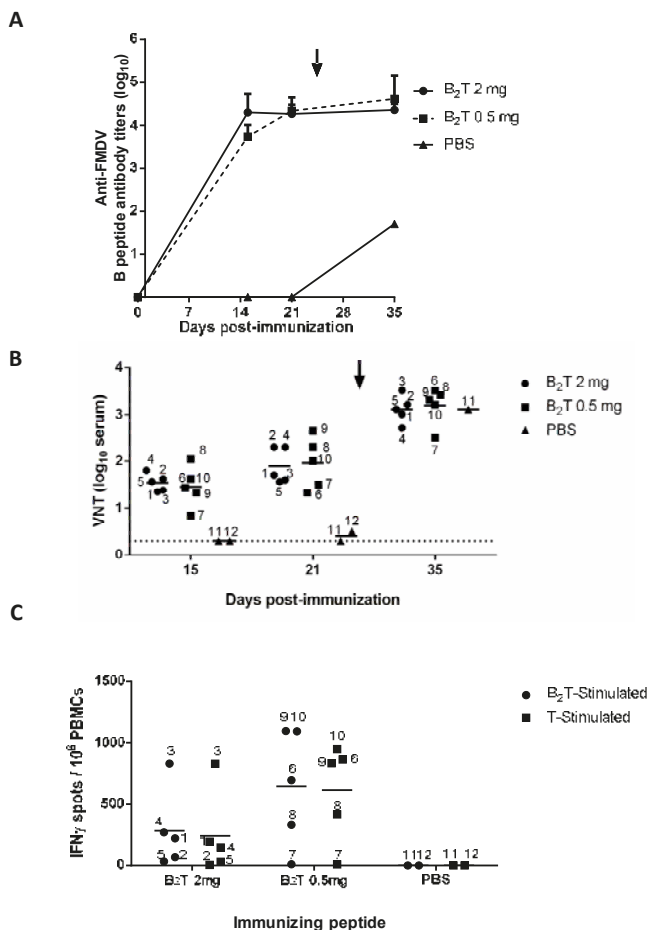 A
Anti-FMDV
B peptide antibody titers (log10)
6
5
4
3
2
1
0 7 14 21 28 35
Days post-immunization
B2T 2 mg
B2T 0.5 mg
PBS
B
VNT (log10 serum)
4
3
2
1
0
4
5 2
1 3
8
6 10
9
7
11 12
2 4
1 3
5
9
8
10
7
6
11 12
3
5 2
1
4
6
9 8
10
7
11
15 21 35
Days post-immunization
B2T 2 mg
B2T 0.5 mg
PBS
C
IFNγ spots / 10⁶ PBMCs
1500
1000
500
0
3
4
1
5 2
3
1
4
2 5
9 10
6
8
7
10
9 6
8
7
11 12
11 12
B2T 2mg B2T 0.5mg PBS
Immunizing peptide
B2T-Stimulated
T-Stimulated